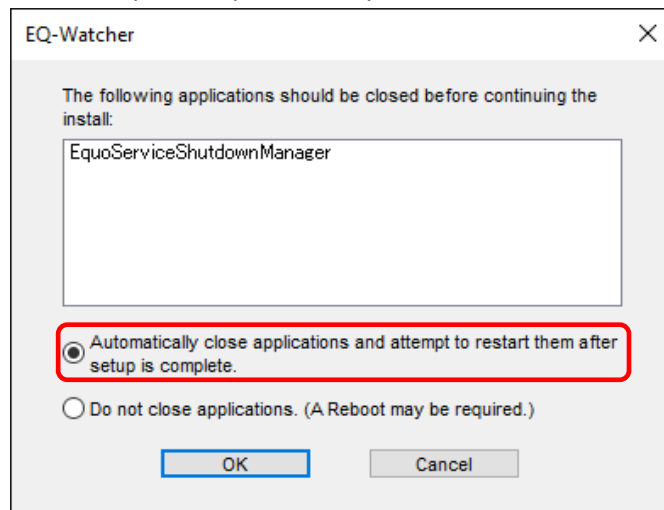 EQ-Watcher
The following applications should be closed before continuing the
install:
EquoServiceShutdownManager
Automatically close applications and attempt to restart them after
setup is complete.
Do not close applications. (A Reboot may be required.)
OK Cancel